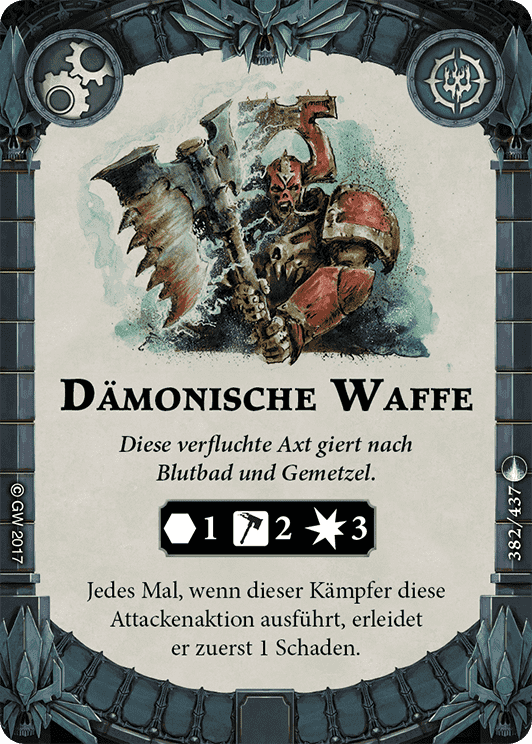 Dämonische Waffe
Diese verfluchte Axt giert nach
Blutbad und Gemetzel.
1 2 3
Jedes Mal, wenn dieser Kämpfer diese
Attackenaktion ausführt, erleidet
er zuerst 1 Schaden.
© GW 2017
382/437